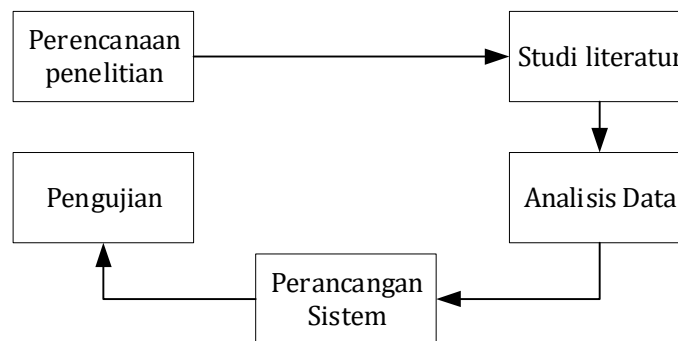 Perencanaan
penelitian
Studi literatur
Pengujian
Analisis Data
Perancangan
Sistem